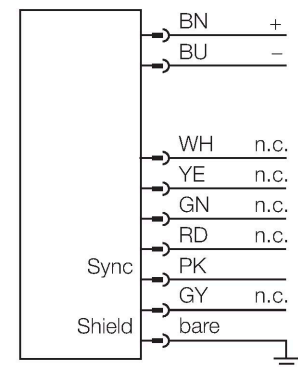 BN +
BU –
WH n.c.
YE n.c.
GN n.c.
RD n.c.
Sync PK
GY n.c.
Shield bare